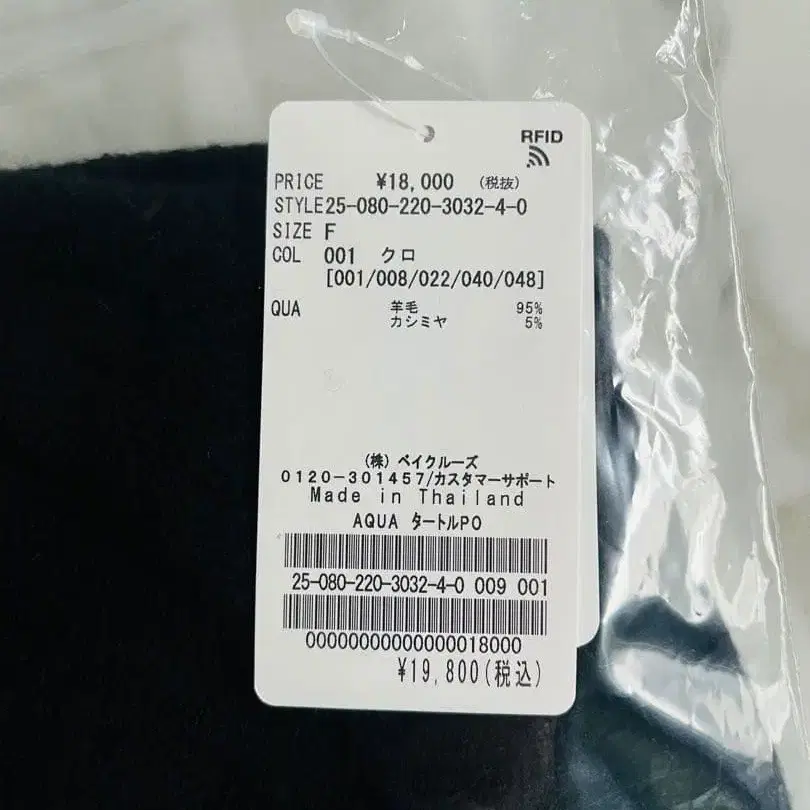 RFID
PRICE ¥18,000 (税抜)
STYLE25-080-220-3032-4-0
SIZE F
COL 001 クロ
[001/008/022/040/048]
QUA 羊毛 95%
カシミヤ 5%
(株) ベイクルーズ
0120-301457/カスタマーサポート
Made in Thailand
AQUA タートルPO
25-080-220-3032-4-0 009 001
00000000000000018000
¥19,800(税込)